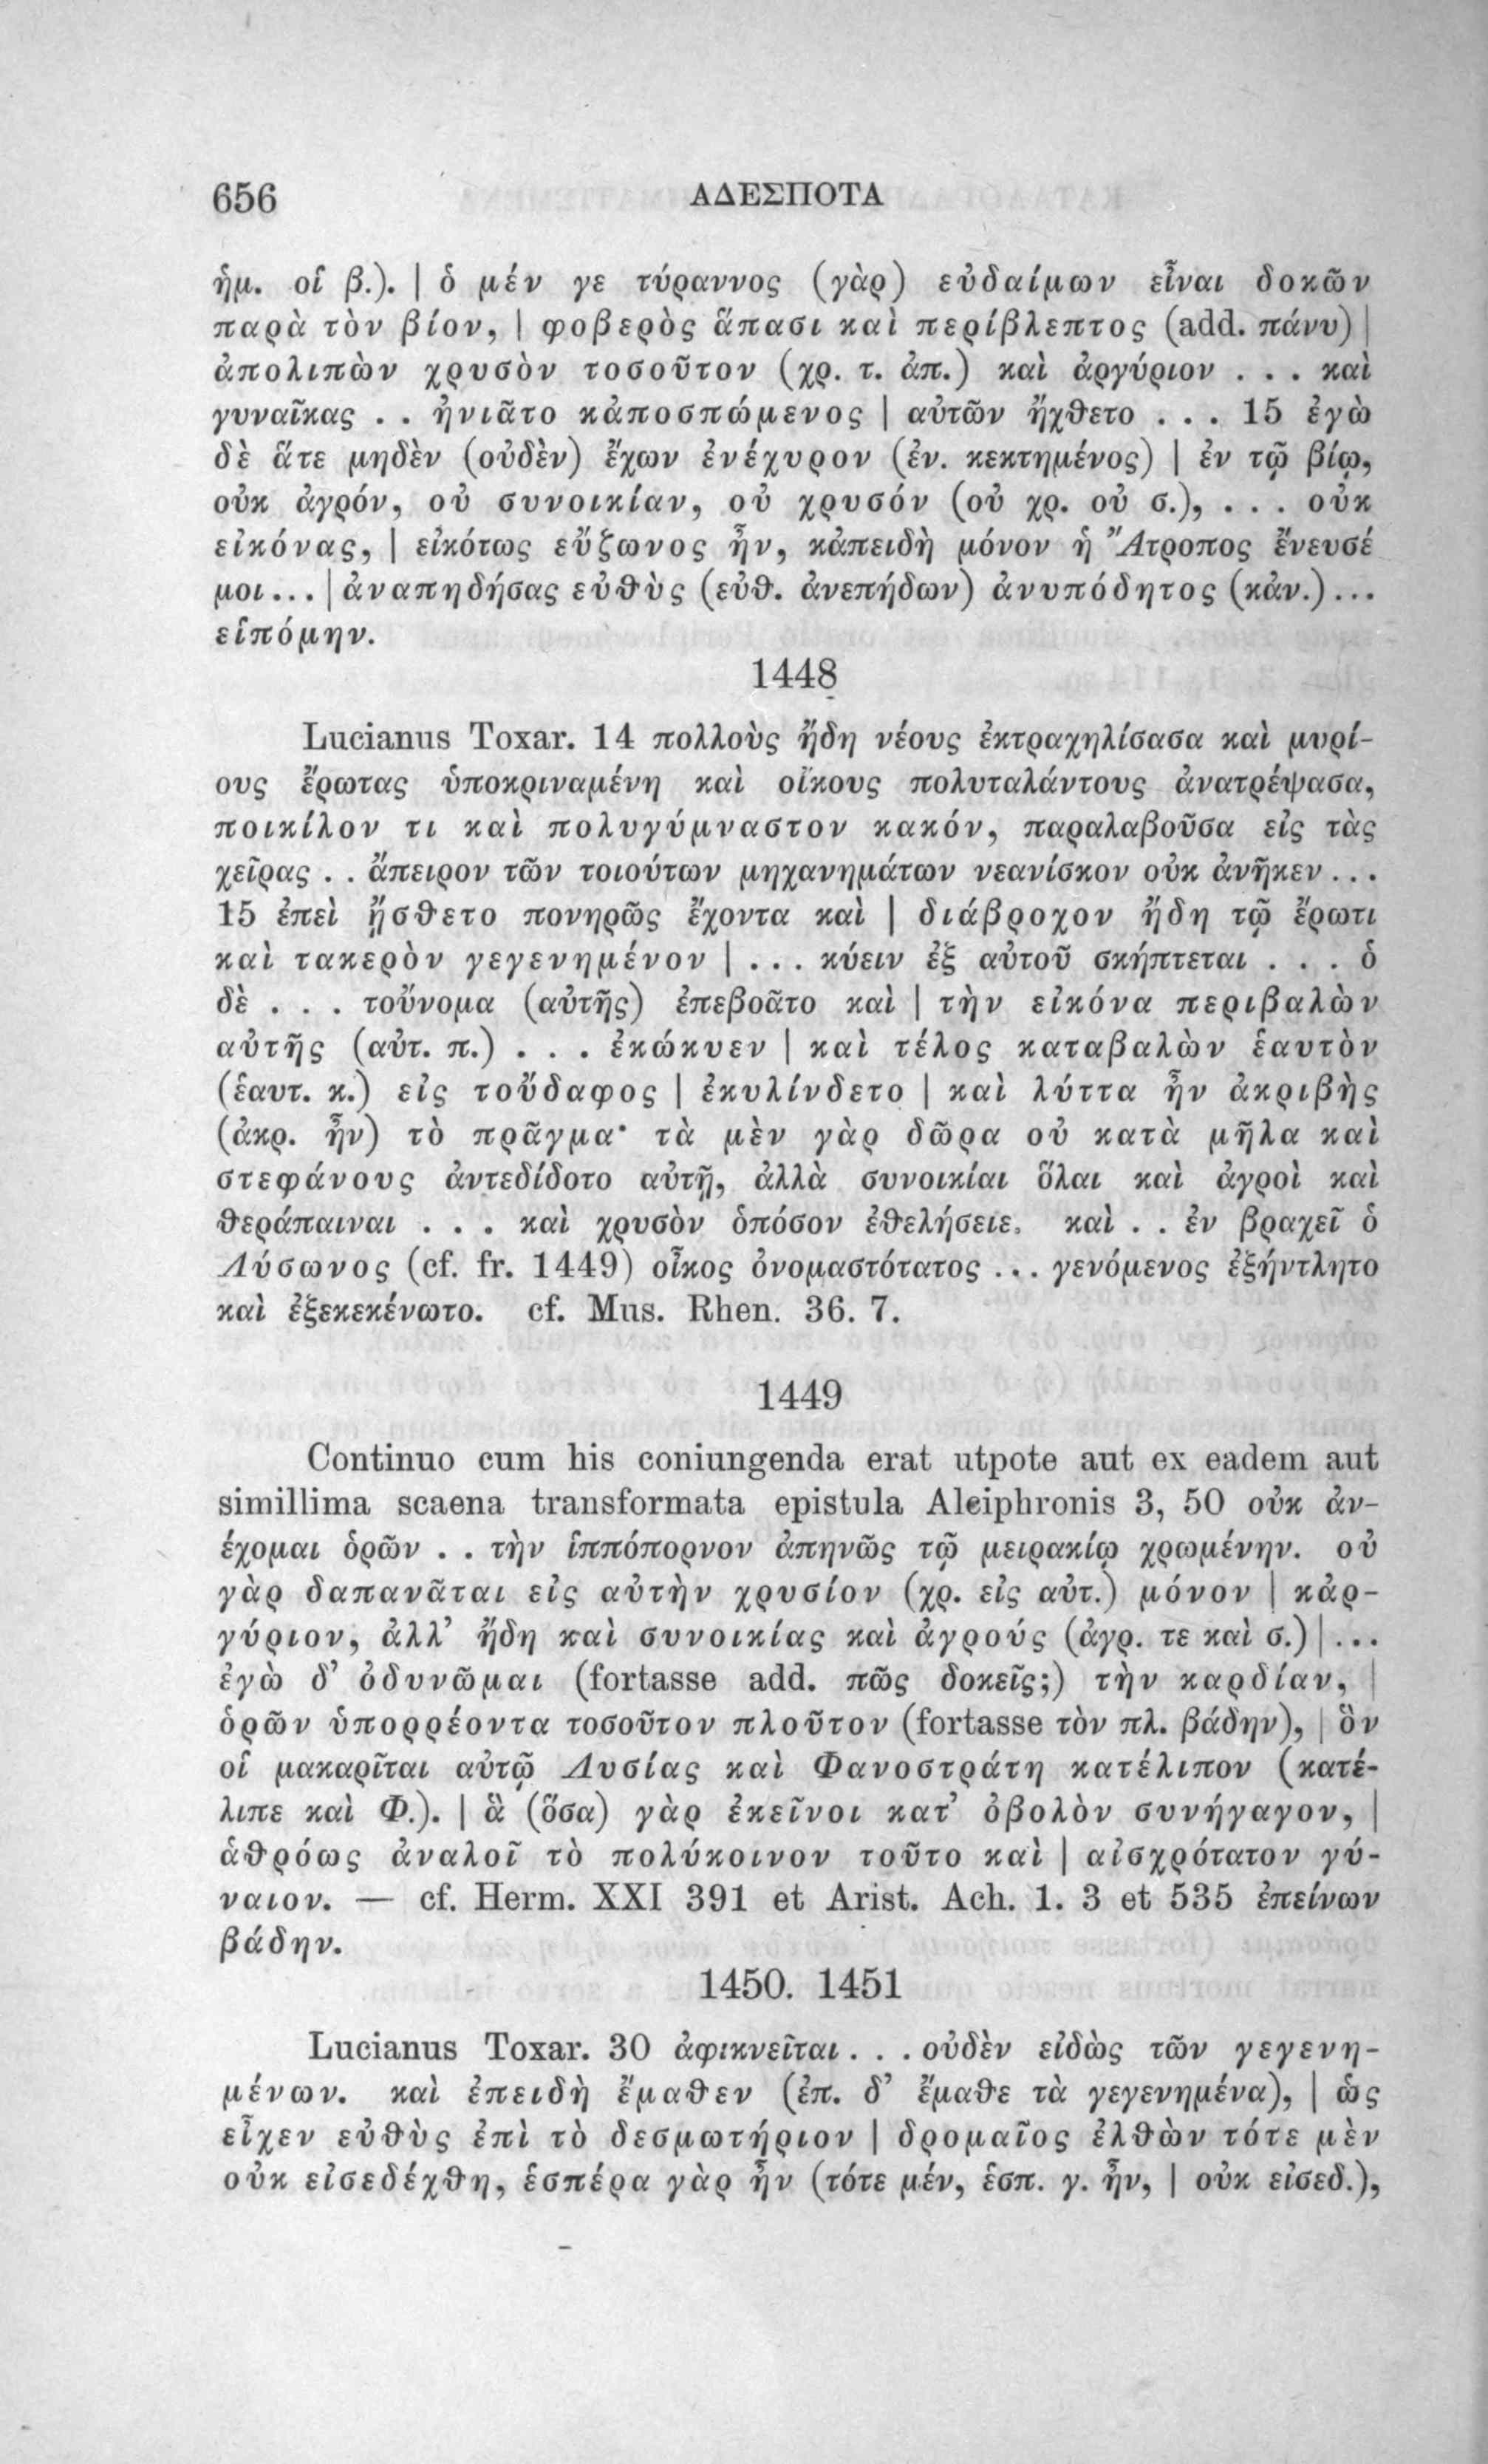 656 ΑΔΕΣΠΟΤΑ
ἡμ. οἱ β.). | ὁ μέν γε τύραννος (γὰρ) εὐδαίμων εἶναι δοκῶν
παρὰ τὸν βίον, | φοβερὸς ἅπασι καὶ περίβλεπτος (add. πάνυ) |
ἀπολιπὼν χρυσὸν τοσοῦτον (χρ. τ. ἀπ.) καὶ ἀργύριον . . . καὶ
γυναῖκας . . ἠνιᾶτο κἀποσπώμενος | αὐτῶν ἤχθετο . . . 15 ἐγὼ
δὲ ἅτε μηδὲν (οὐδὲν) ἔχων ἐνέχυρον (ἐν. κεκτημένος) | ἐν τῷ βίῳ,
οὐκ ἀγρόν, οὐ συνοικίαν, οὐ χρυσόν (οὐ χρ. οὐ σ.), . . . οὐκ
εἰκόνας, | εἰκότως εὔζωνος ἦν, κἀπειδὴ μόνον ἡ Ἄτροπος ἔνευσέ
μοι... | ἀναπηδήσας εὐθὺς (εὐθ. ἀνεπήδων) ἀνυπόδητος (κἀν.)...
εἱπόμην.
1448
Lucianus Toxar. 14 πολλοὺς ἤδη νέους ἐκτραχηλίσασα καὶ μυρί-
ους ἔρωτας ὑποκριναμένη καὶ οἴκους πολυταλάντους ἀνατρέψασα,
ποικίλον τι καὶ πολυγύμναστον κακόν, παραλαβοῦσα εἰς τὰς
χεῖρας . . ἄπειρον τῶν τοιούτων μηχανημάτων νεανίσκον οὐκ ἀνῆκεν...
15 ἐπεὶ ᾔσθετο πονηρῶς ἔχοντα καὶ | διάβροχον ἤδη τῷ ἔρωτι
καὶ τακερὸν γεγενημένον | . . . κύειν ἐξ αὐτοῦ σκήπτεται . . . ὁ
δὲ . . . τοὔνομα (αὐτῆς) ἐπεβοᾶτο καὶ | τὴν εἰκόνα περιβαλὼν
αὐτῆς (αὐτ. π.) . . . ἐκώκυεν | καὶ τέλος καταβαλὼν ἑαυτὸν
(ἑαυτ. κ.) εἰς τοὔδαφος | ἐκυλίνδετο | καὶ λύττα ἦν ἀκριβὴς
(ἀκρ. ἦν) τὸ πρᾶγμα· τὰ μὲν γὰρ δῶρα οὐ κατὰ μῆλα καὶ
στεφάνους ἀντεδίδοτο αὐτῇ, ἀλλὰ συνοικίαι ὅλαι καὶ ἀγροὶ καὶ
θεράπαιναι . . . καὶ χρυσὸν ὁπόσον ἐθελήσειε. καὶ . . ἐν βραχεῖ ὁ
Λύσωνος (cf. fr. 1449) οἶκος ὀνομαστότατος ... γενόμενος ἐξήντλητο
καὶ ἐξεκεκένωτο. cf. Mus. Rhen. 36. 7.
1449
Continuo cum his coniungenda erat utpote aut ex eadem aut
simillima scaena transformata epistula Alciphronis 3, 50 οὐκ ἀν-
έχομαι ὁρῶν . . τὴν ἱππόπορνον ἀπηνῶς τῷ μειρακίῳ χρωμένην. οὐ
γὰρ δαπανᾶται εἰς αὐτὴν χρυσίον (χρ. εἰς αὐτ.) μόνον | κἀρ-
γύριον, ἀλλ’ ἤδη καὶ συνοικίας καὶ ἀγρούς (ἀγρ. τε καὶ σ.) | ...
ἐγὼ δ’ ὀδυνῶμαι (fortasse add. πῶς δοκεῖς;) τὴν καρδίαν, |
ὁρῶν ὑπορρέοντα τοσοῦτον πλοῦτον (fortasse τὸν πλ. βάδην), | ὃν
οἱ μακαρῖται αὐτῷ Λυσίας καὶ Φανοστράτη κατέλιπον (κατέ-
λιπε καὶ Φ.). | ἃ (ὅσα) γὰρ ἐκεῖνοι κατ’ ὀβολὸν συνήγαγον, |
ἁθρόως ἀναλοῖ τὸ πολύκοινον τοῦτο καὶ | αἰσχρότατον γύ-
ναιον. — cf. Herm. XXI 391 et Arist. Ach. 1. 3 et 535 ἐπείνων
βάδην.
1450. 1451
Lucianus Toxar. 30 ἀφικνεῖται . . . οὐδὲν εἰδὼς τῶν γεγενη-
μένων. καὶ ἐπειδὴ ἔμαθεν (ἐπ. δ’ ἔμαθε τὰ γεγενημένα), | ὡς
εἶχεν εὐθὺς ἐπὶ τὸ δεσμωτήριον | δρομαῖος ἐλθὼν τότε μὲν
οὐκ εἰσεδέχθη, ἑσπέρα γὰρ ἦν (τότε μέν, ἑσπ. γ. ἦν, | οὐκ εἰσεδ.),